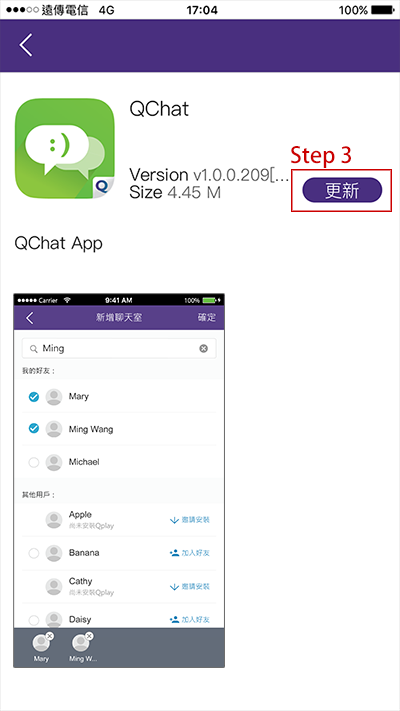 遠傳電信 4G 17:04 100%
QChat
Step 3
Version v1.0.0.209[...
Size 4.45 M
更新
:)
Q
QChat App
Carrier 9:41 AM 100%
新增聊天室 確定
Ming
我的好友：
Mary
Ming Wang
Michael
其他用戶：
Apple
尚未安裝Qplay
邀請安裝
Banana
加入好友
Cathy
尚未安裝Qplay
邀請安裝
Daisy
加入好友
Mary Ming W...